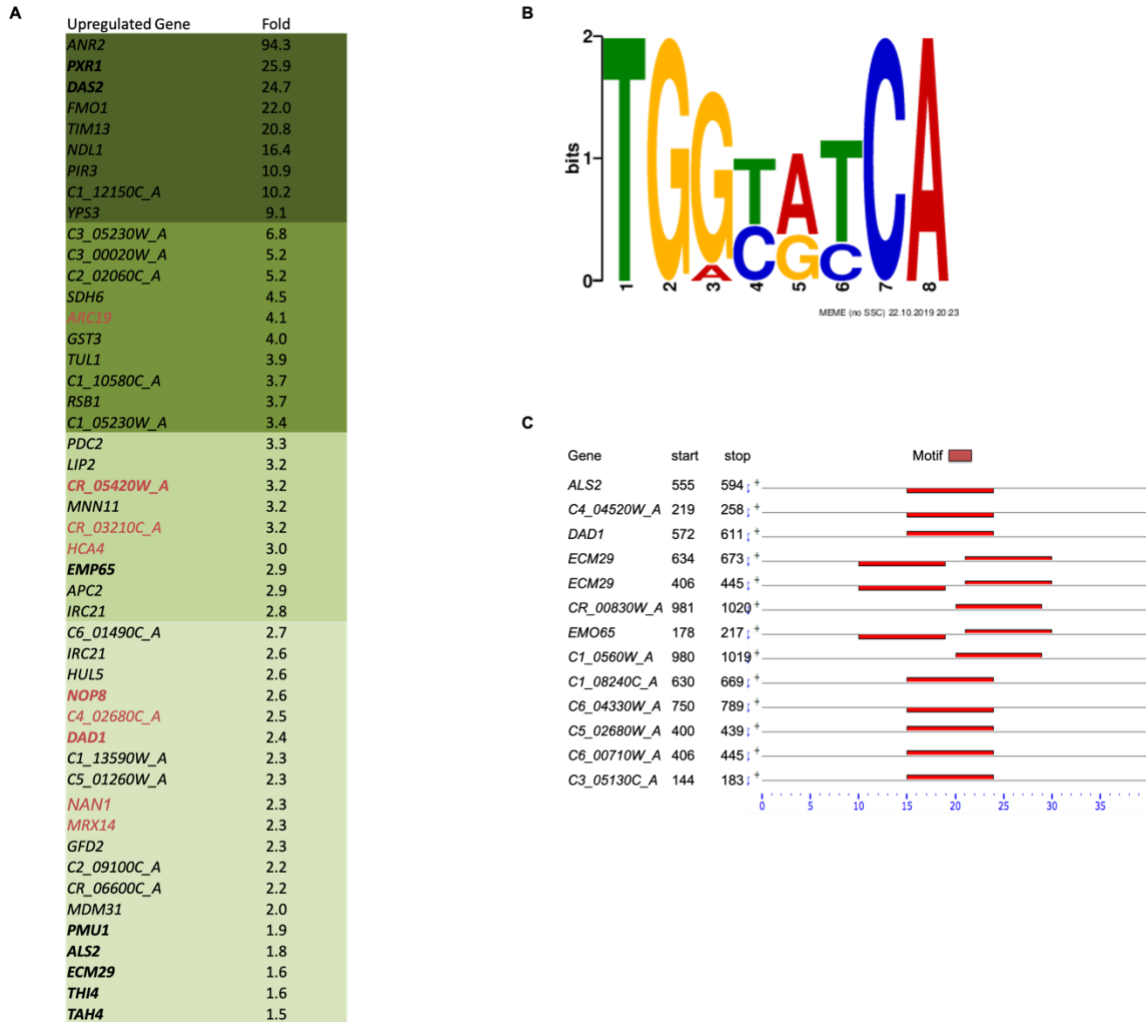 A
Upregulated Gene Fold
ANR2 94.3
PXR1 25.9
DAS2 24.7
FMO1 22.0
TIM13 20.8
NDL1 16.4
PIR3 10.9
C1_12150C_A 10.2
YPS3 9.1
C3_05230W_A 6.8
C3_00020W_A 5.2
C2_02060C_A 5.2
SDH6 4.5
ARC19 4.1
GST3 4.0
TUL1 3.9
C1_10580C_A 3.7
RSB1 3.7
C1_05230W_A 3.4
PDC2 3.3
LIP2 3.2
CR_05420W_A 3.2
MNN11 3.2
CR_03210C_A 3.2
HCA4 3.0
EMP65 2.9
APC2 2.9
IRC21 2.8
C6_01490C_A 2.7
IRC21 2.6
HUL5 2.6
NOP8 2.6
C4_02680C_A 2.5
DAD1 2.4
C1_13590W_A 2.3
C5_01260W_A 2.3
NAN1 2.3
MRX14 2.3
GFD2 2.3
C2_09100C_A 2.2
CR_06600C_A 2.2
MDM31 2.0
PMU1 1.9
ALS2 1.8
ECM29 1.6
THI4 1.6
TAH4 1.5
B
2
bits
1
0
TGGTATCA
ACGC
1 2 3 4 5 6 7 8
MEME (no SSC) 22.10.2019 20:23
C
Gene start stop Motif
ALS2 555 594 +
C4_04520W_A 219 258 +
DAD1 572 611 +
ECM29 634 673 +
ECM29 406 445 +
CR_00830W_A 981 1020 +
EMO65 178 217 +
C1_0560W_A 980 1019 +
C1_08240C_A 630 669 +
C6_04330W_A 750 789 +
C5_02680W_A 400 439 +
C6_00710W_A 406 445 +
C3_05130C_A 144 183 +
0 5 10 15 20 25 30 35